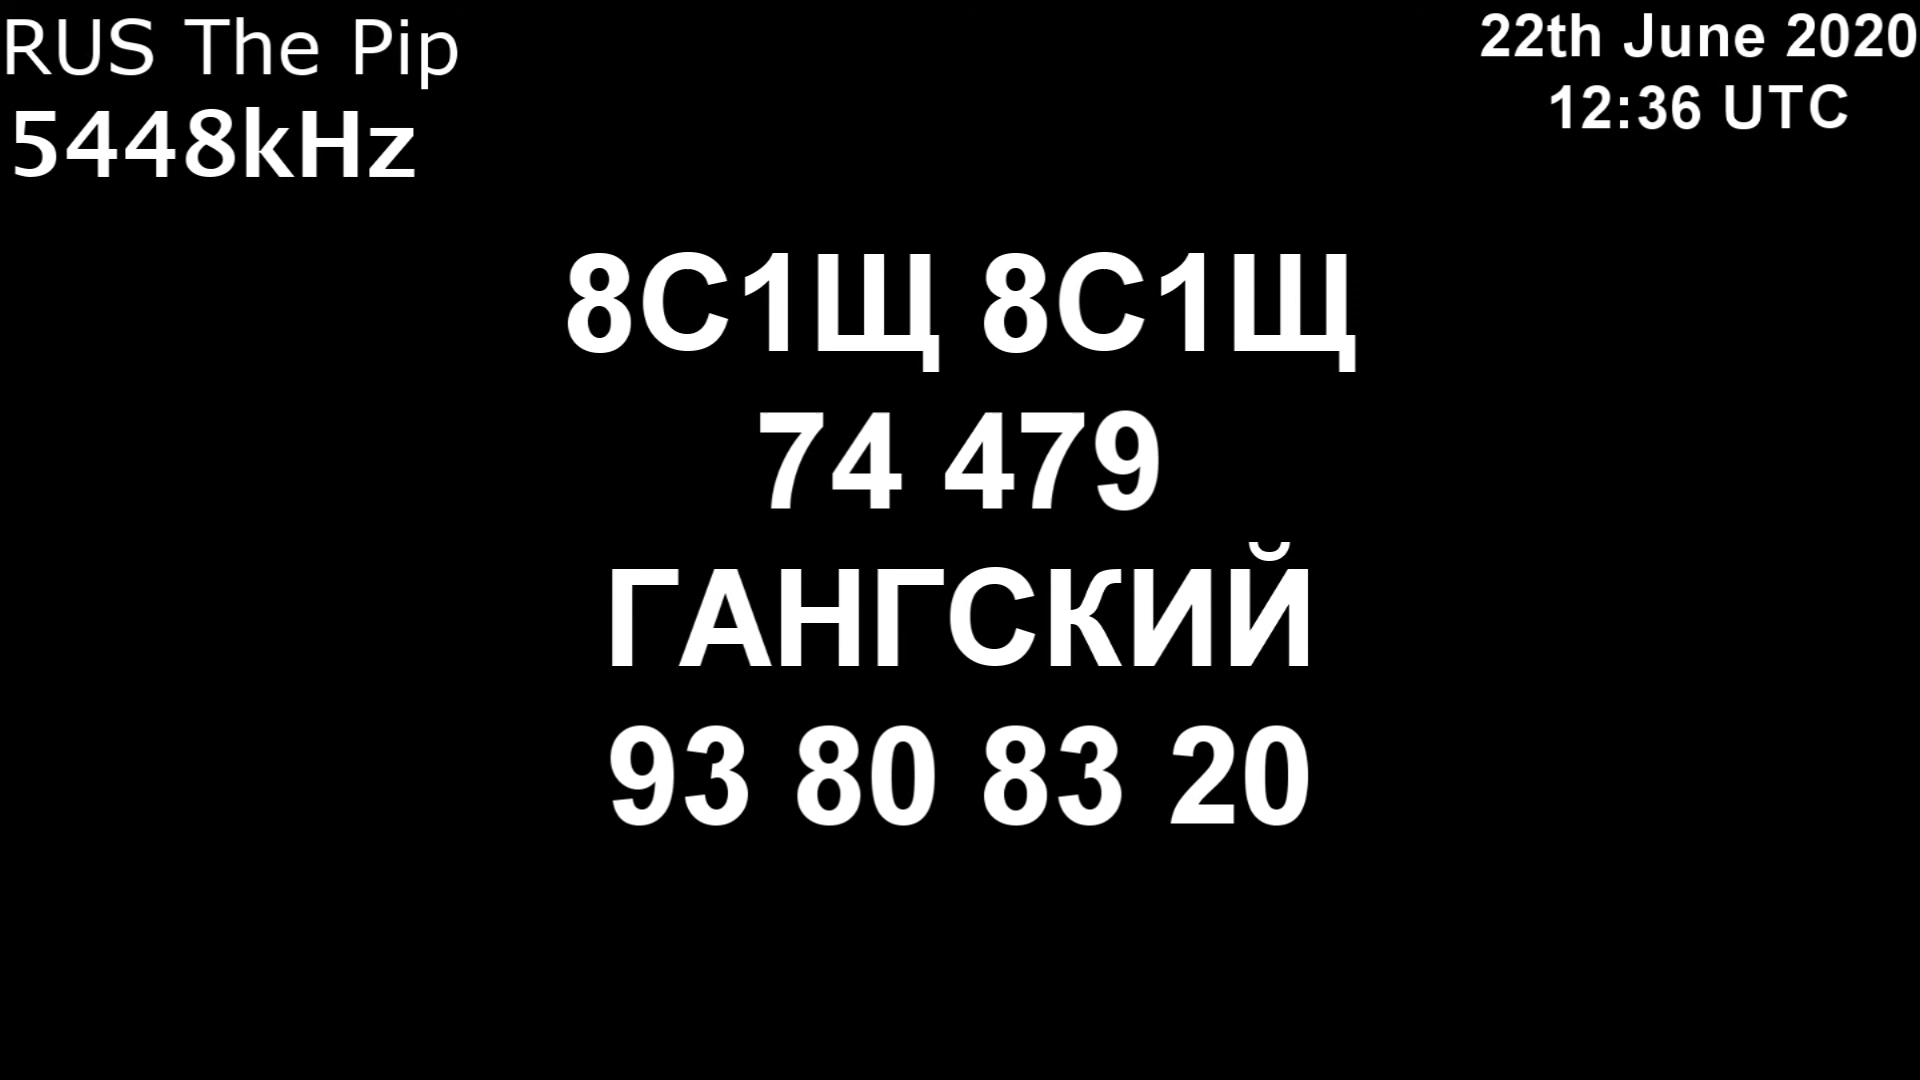 RUS The Pip
5448kHz
22th June 2020
12:36 UTC
8С1Щ 8С1Щ
74 479
ГАНГСКИЙ
93 80 83 20